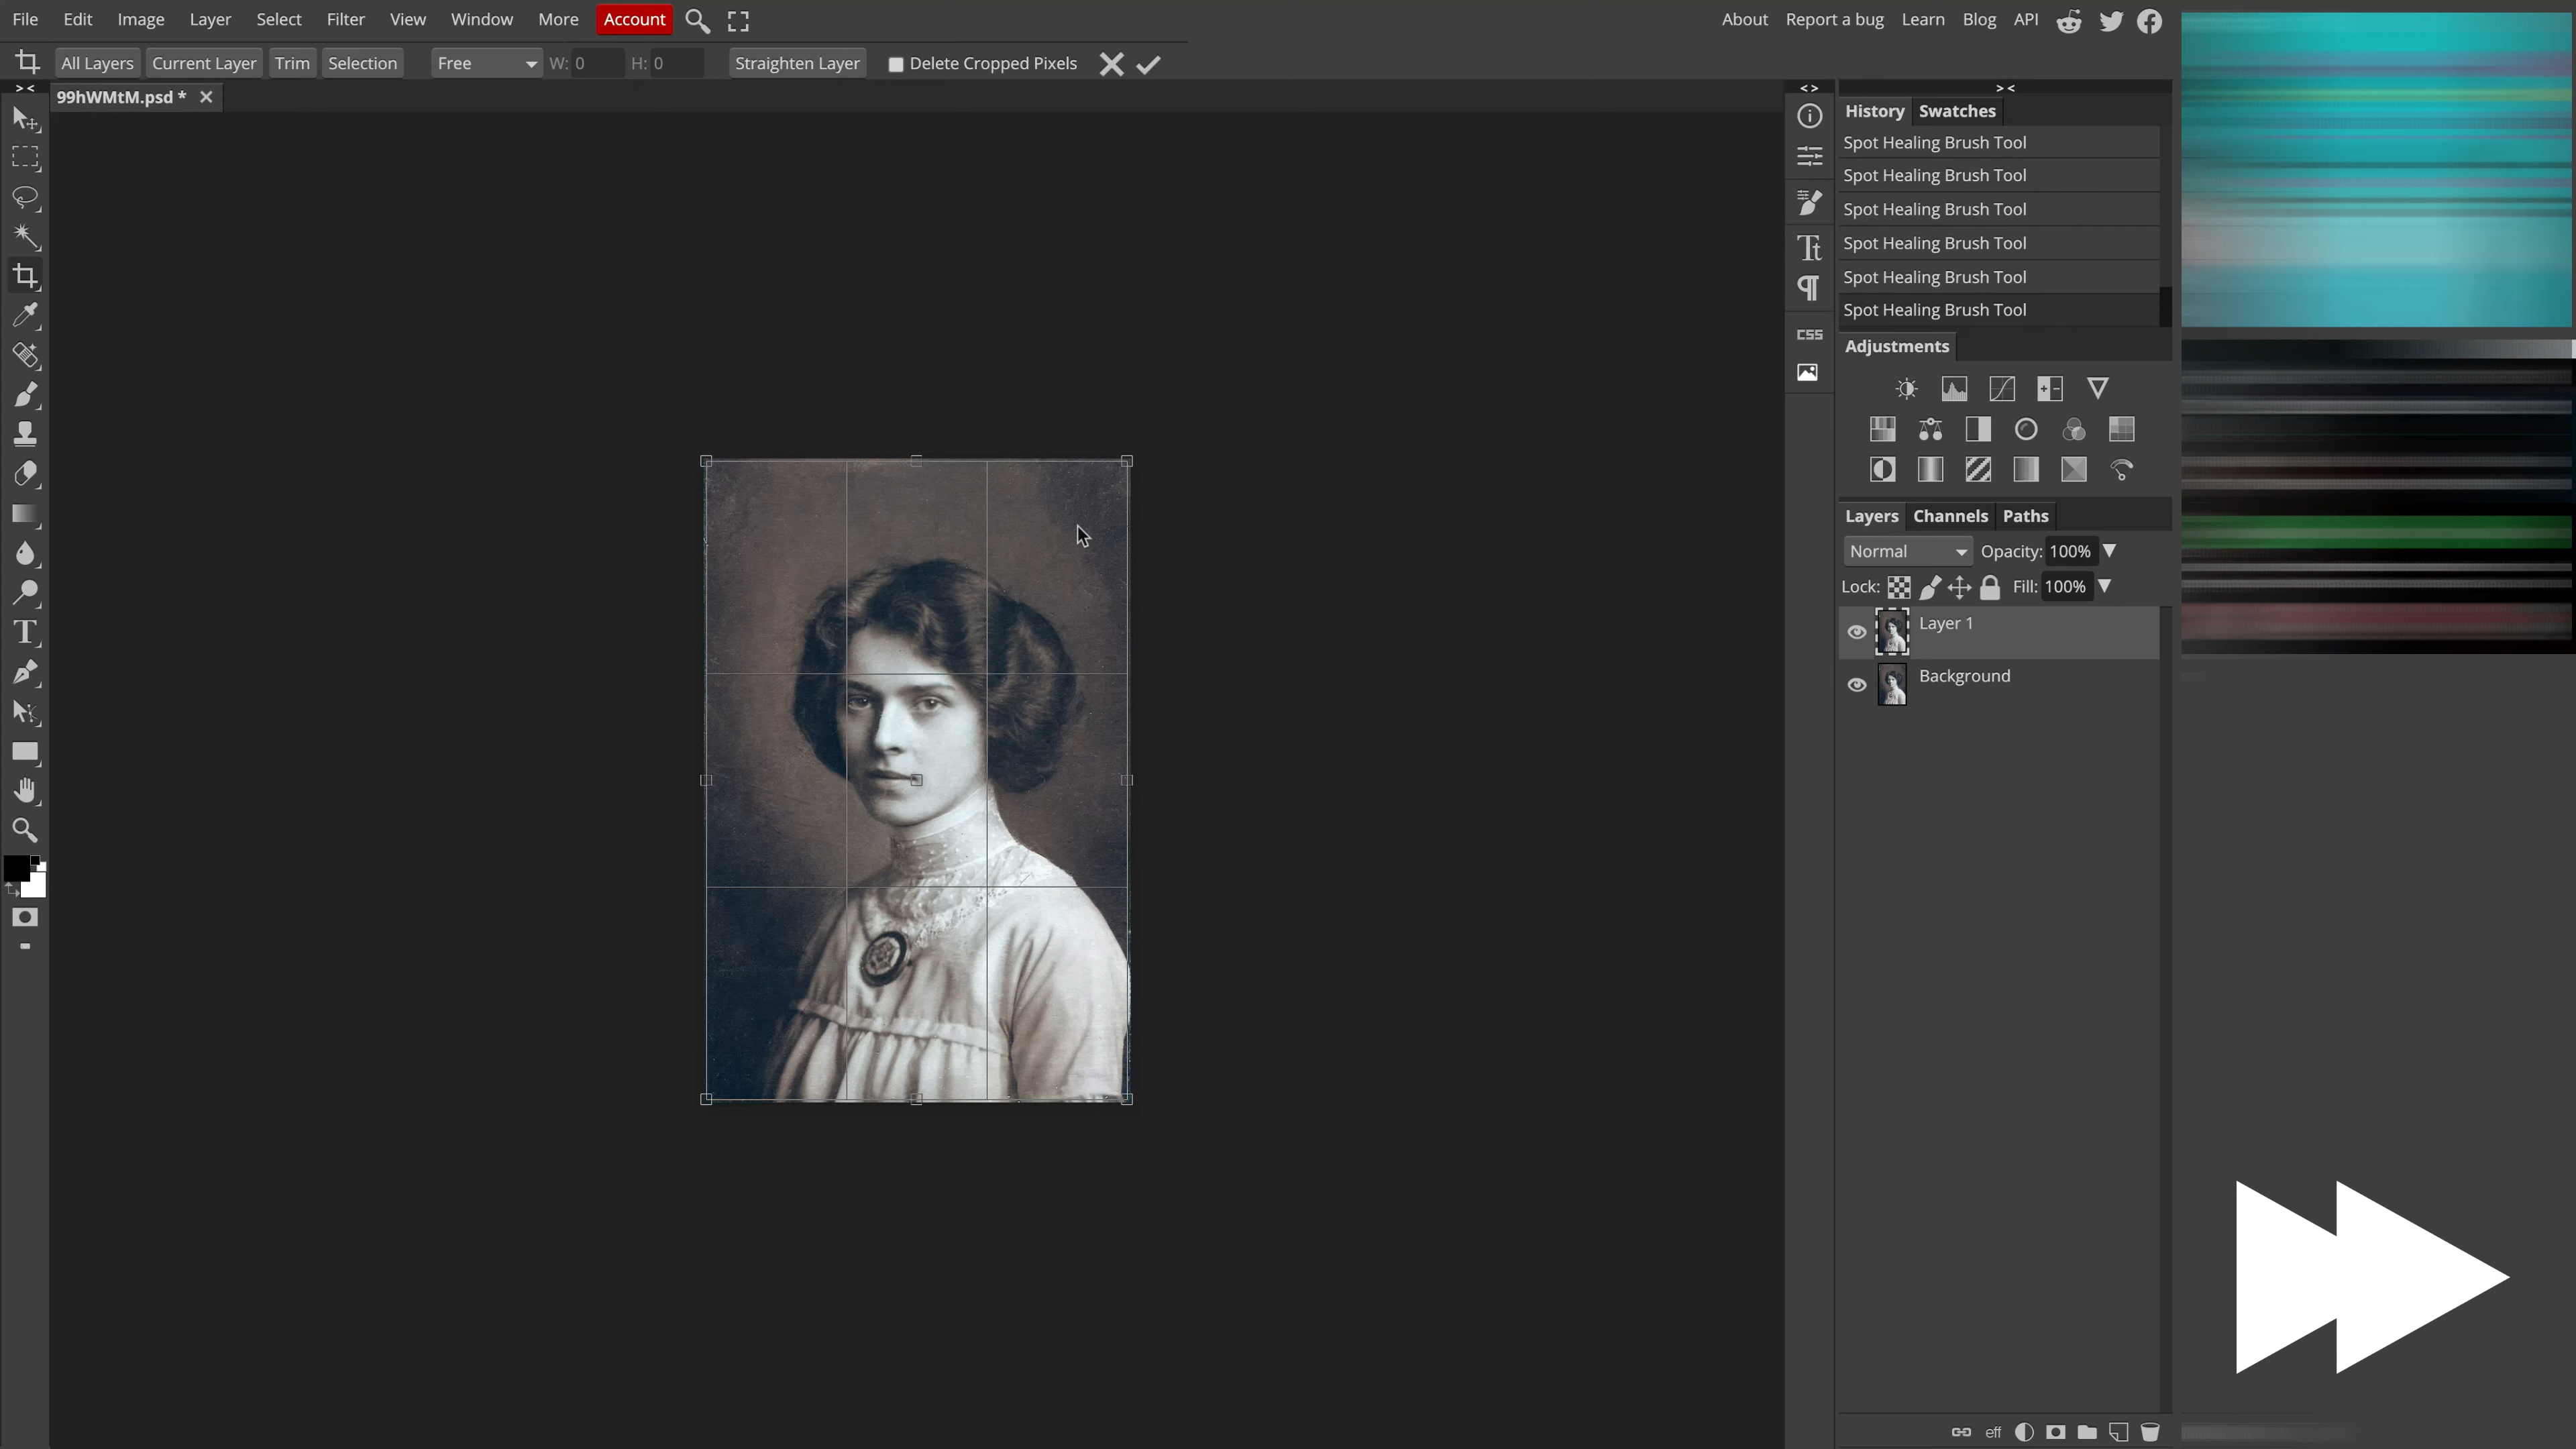 File Edit Image Layer Select Filter View Window More Account About Report a bug Learn Blog API
All Layers Current Layer Trim Selection Free W: 0 H: 0 Straighten Layer Delete Cropped Pixels
99hWMtM.psd *
History Swatches
Spot Healing Brush Tool
Spot Healing Brush Tool
Spot Healing Brush Tool
Spot Healing Brush Tool
Spot Healing Brush Tool
Spot Healing Brush Tool
CSS
Adjustments
Layers Channels Paths
Normal Opacity: 100%
Lock: Fill: 100%
Layer 1
Background
eff